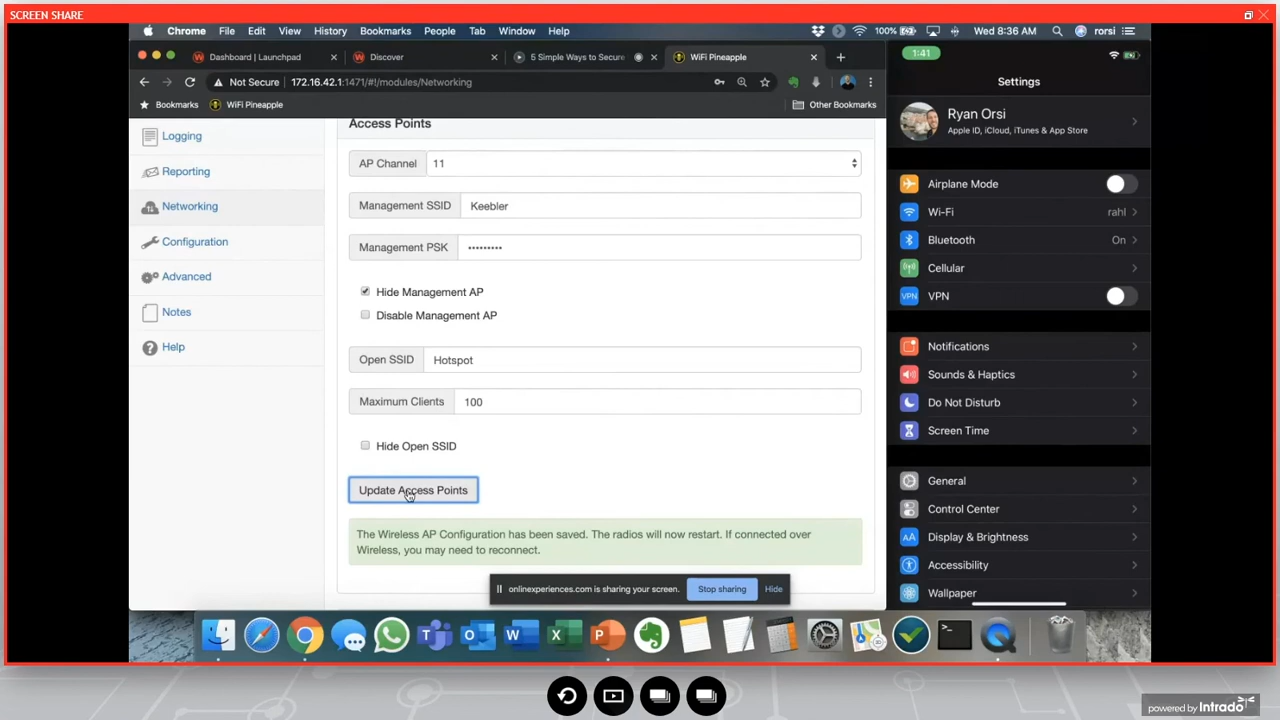 SCREEN SHARE
Chrome File Edit View History Bookmarks People Tab Window Help 100% Wed 8:36 AM rorsi
Dashboard | Launchpad
Discover
5 Simple Ways to Secure
WiFi Pineapple
Not Secure 172.16.42.1:1471/#!/modules/Networking
Bookmarks WiFi Pineapple Other Bookmarks
Logging
Reporting
Networking
Configuration
Advanced
Notes
Help
Access Points
AP Channel 11
Management SSID Keebler
Management PSK •••••••••
Hide Management AP
Disable Management AP
Open SSID Hotspot
Maximum Clients 100
Hide Open SSID
Update Access Points
The Wireless AP Configuration has been saved. The radios will now restart. If connected over
Wireless, you may need to reconnect.
onlinexperiences.com is sharing your screen. Stop sharing Hide
1:41
Settings
Ryan Orsi
Apple ID, iCloud, iTunes & App Store
Airplane Mode
Wi-Fi rahl
Bluetooth On
Cellular
VPN VPN
Notifications
Sounds & Haptics
Do Not Disturb
Screen Time
General
Control Center
AA Display & Brightness
Accessibility
Wallpaper
powered by Intrado